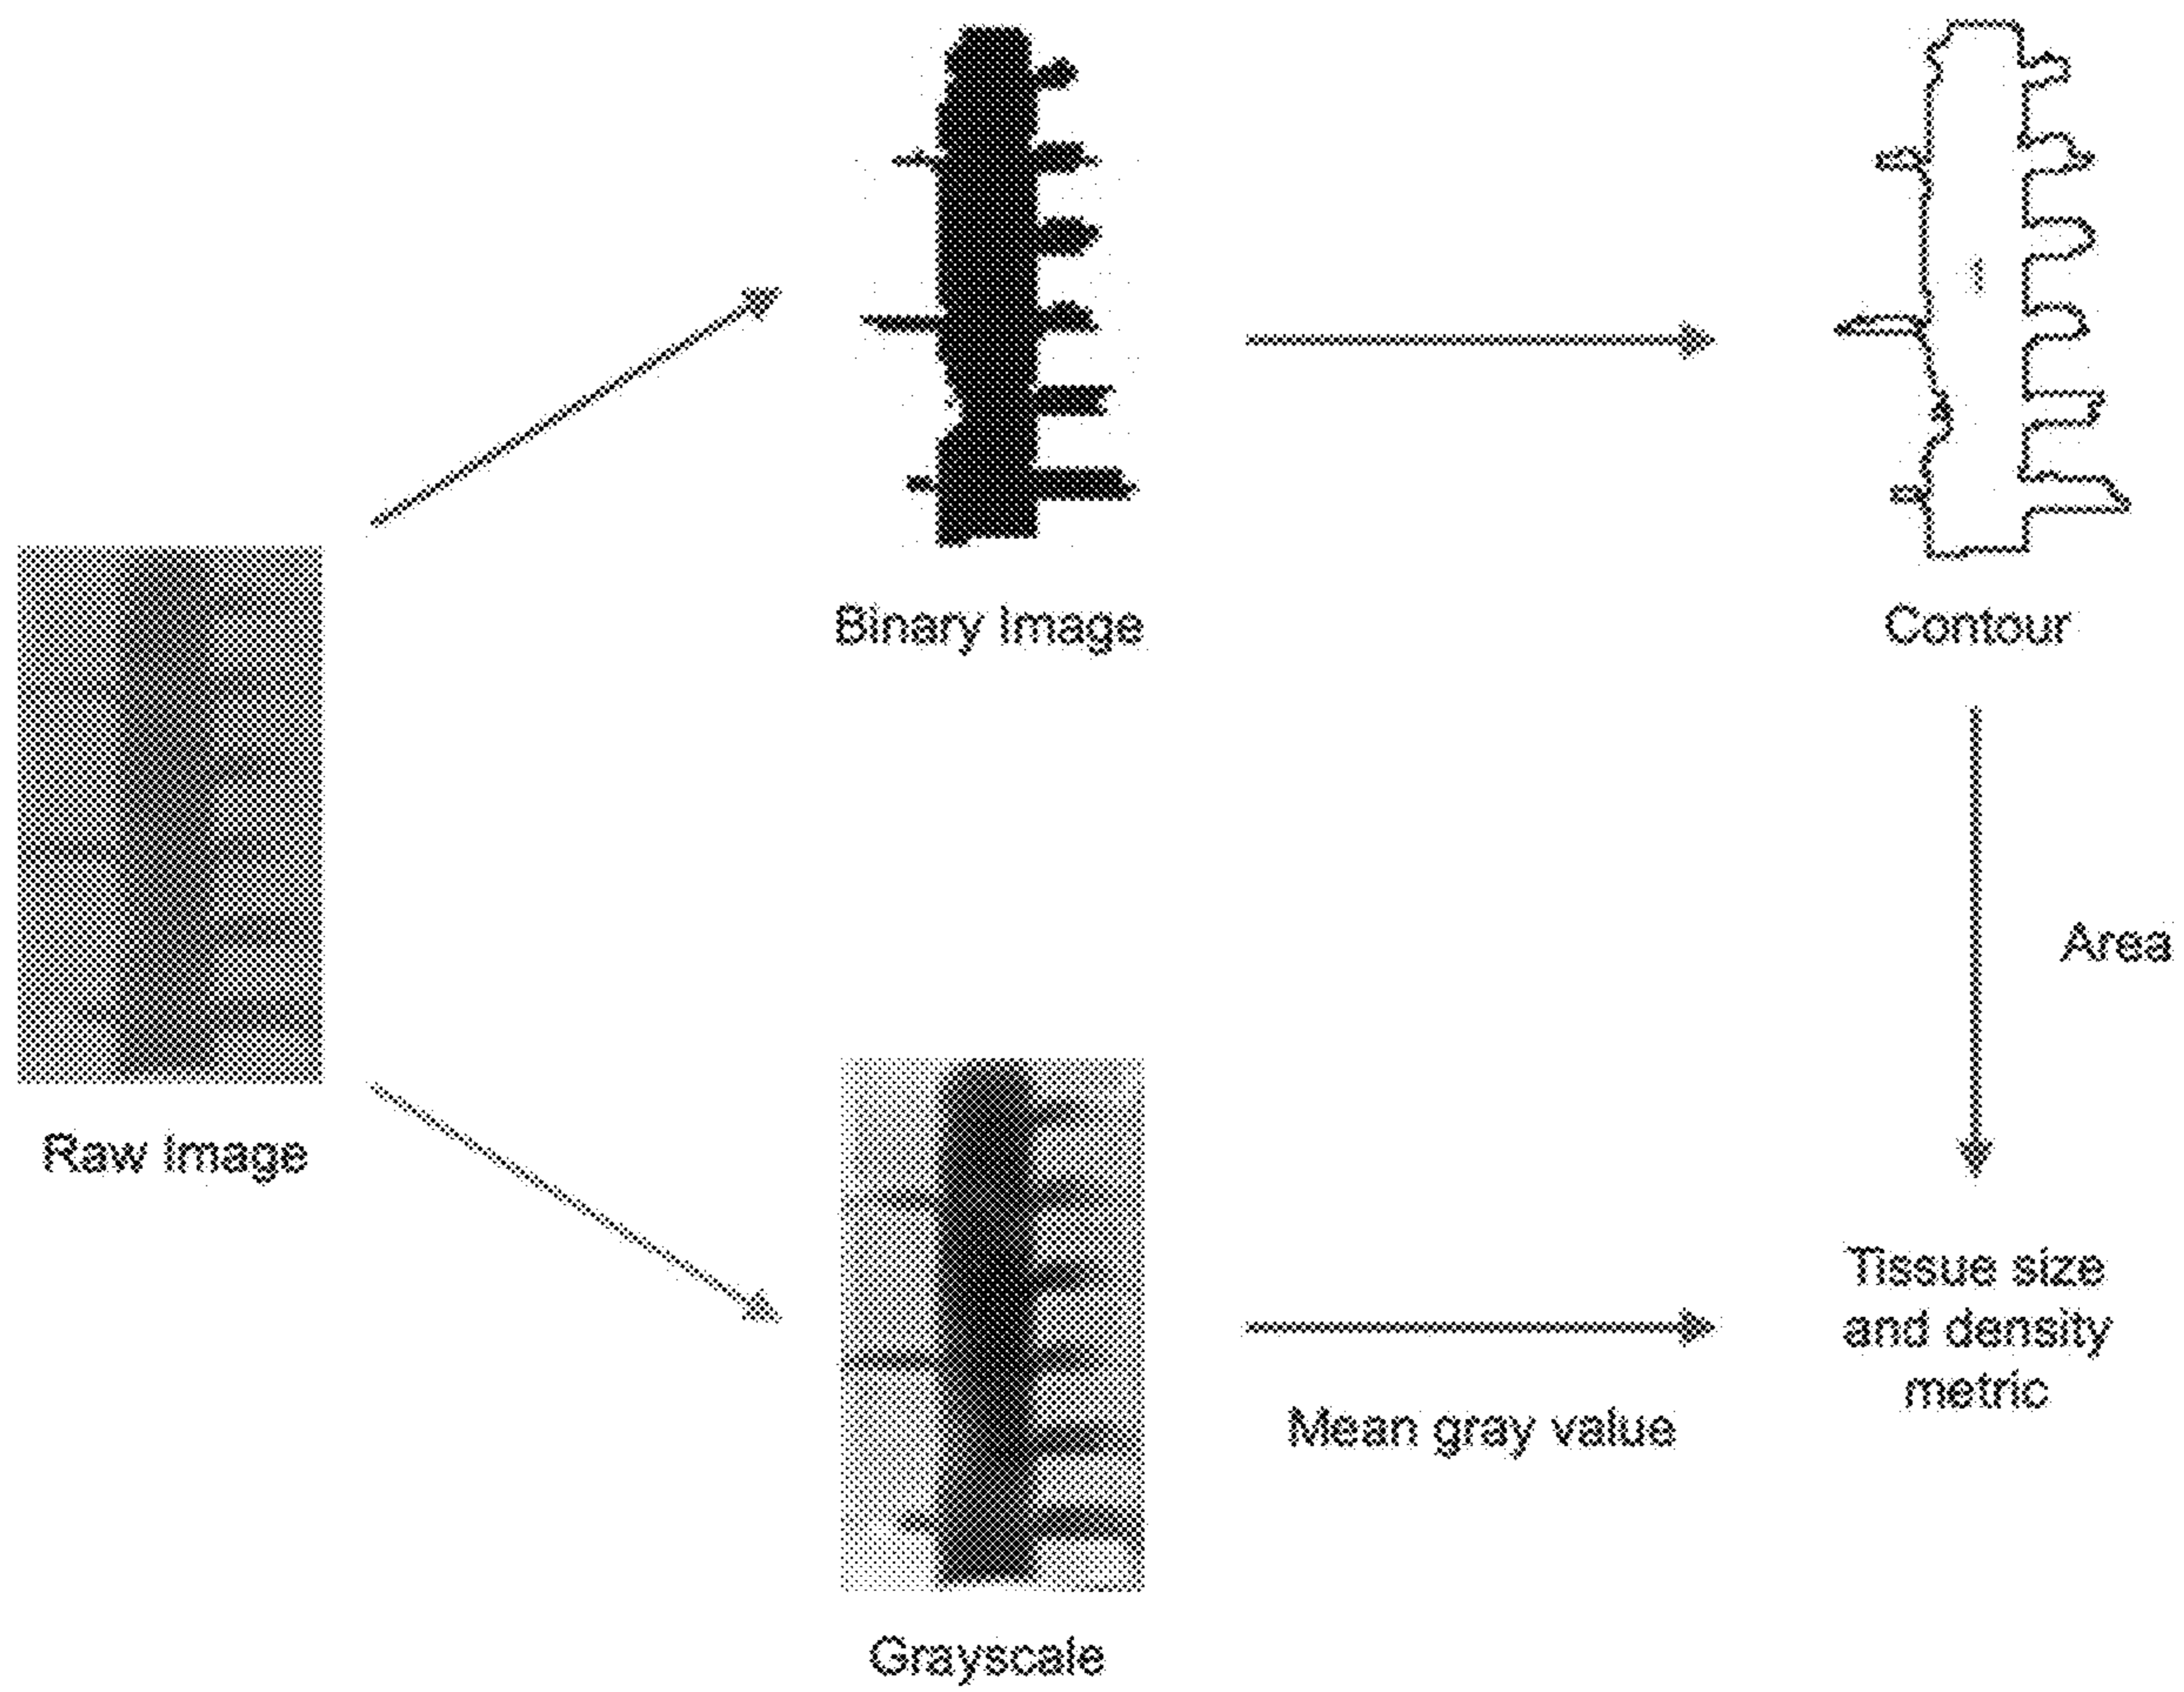 Binary Image
Contour
Area
Raw image
Tissue size
and density
metric
Mean gray value
Grayscale